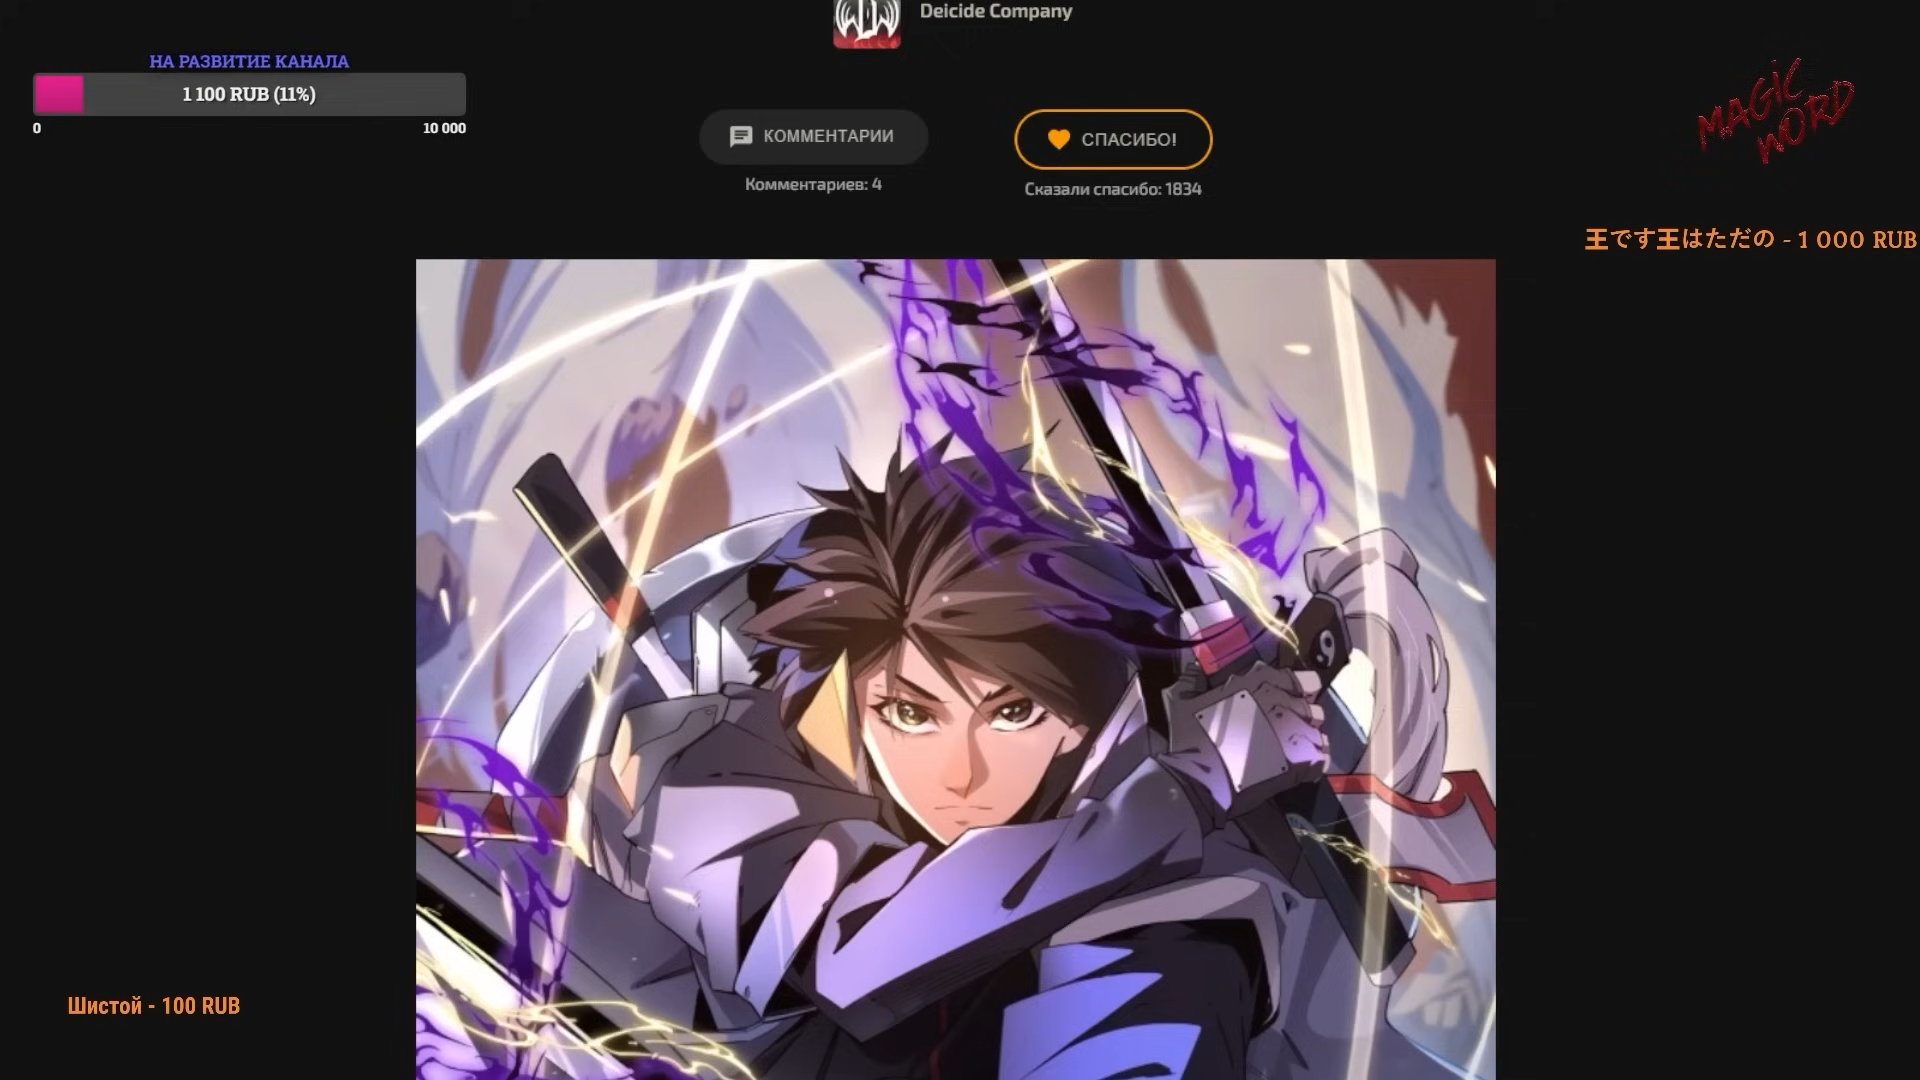 Deicide Company
НА РАЗВИТИЕ КАНАЛА
1 100 RUB (11%)
0
10 000
КОММЕНТАРИИ
СПАСИБО!
Комментариев: 4
Сказали спасибо: 1834
MAGIC
WORD
王です王はただの - 1 000 RUB
Шистой - 100 RUB